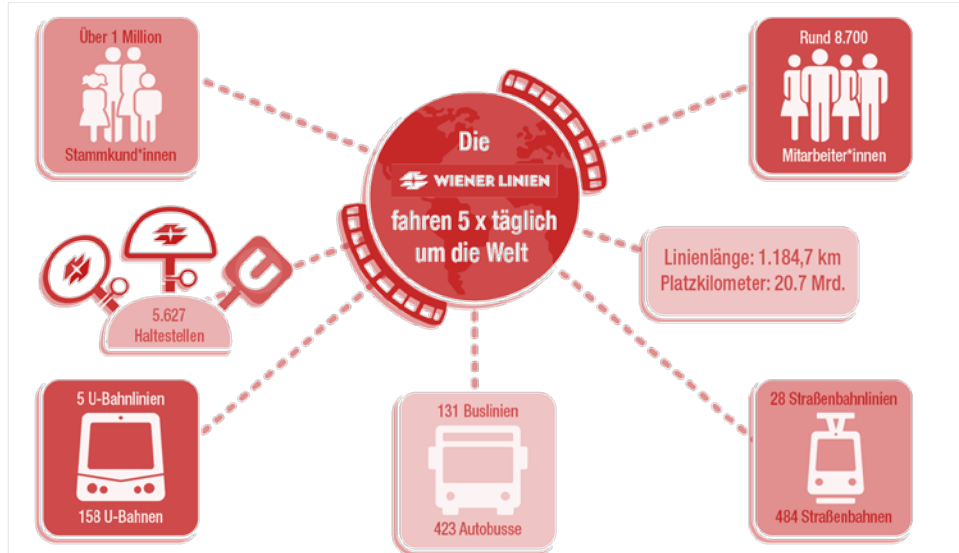 Über 1 Million
Stammkund*innen
Rund 8.700
Mitarbeiter*innen
Die
WIENER LINIEN
fahren 5 x täglich
um die Welt
Linienlänge: 1.184,7 km
Platzkilometer: 20.7 Mrd.
U
5.627
Haltestellen
5 U-Bahnlinien
158 U-Bahnen
131 Buslinien
423 Autobusse
28 Straßenbahnlinien
484 Straßenbahnen